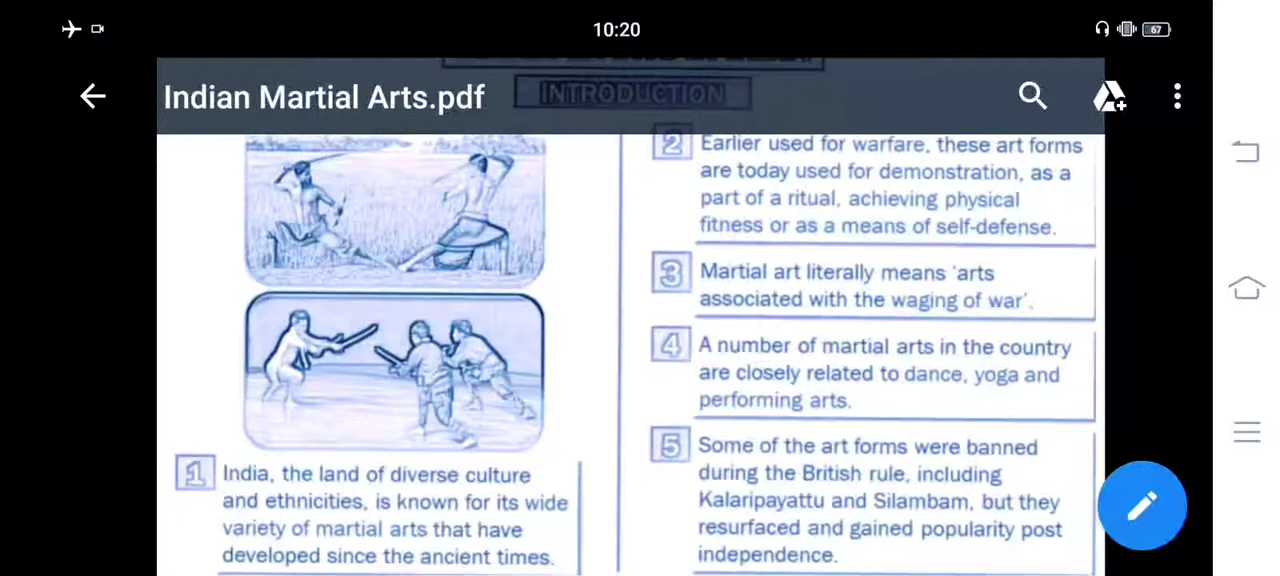 10:20
67
Indian Martial Arts.pdf
INTRODUCTION
1
India, the land of diverse culture
and ethnicities, is known for its wide
variety of martial arts that have
developed since the ancient times.
2
Earlier used for warfare, these art forms
are today used for demonstration, as a
part of a ritual, achieving physical
fitness or as a means of self-defense.
3
Martial art literally means 'arts
associated with the waging of war'.
4
A number of martial arts in the country
are closely related to dance, yoga and
performing arts.
5
Some of the art forms were banned
during the British rule, including
Kalaripayattu and Silambam, but they
resurfaced and gained popularity post
independence.